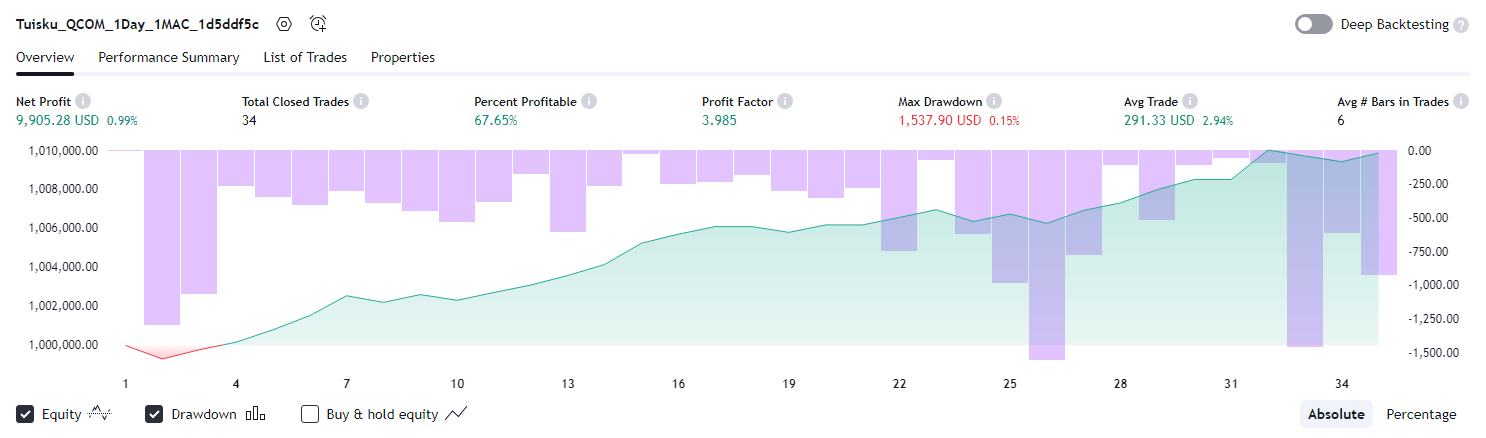 Tuisku_QCOM_1Day_1MAC_1d5ddf5c
Deep Backtesting ?
Overview Performance Summary List of Trades Properties
Net Profit Total Closed Trades Percent Profitable Profit Factor Max Drawdown Avg Trade Avg # Bars in Trades
9,905.28 USD 0.99% 34 67.65% 3.985 1,537.90 USD 0.15% 291.33 USD 2.94% 6
1,010,000.00 0.00
1,008,000.00 -250.00
1,006,000.00 -500.00
-750.00
1,004,000.00 -1,000.00
1,002,000.00 -1,250.00
1,000,000.00 -1,500.00
1 4 7 10 13 16 19 22 25 28 31 34
Equity Drawdown Buy & hold equity Absolute Percentage